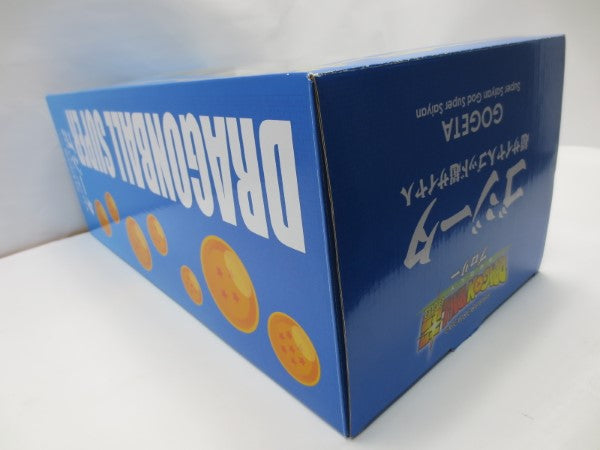 DRAGONBALL SUPER
ブロリー
ゴジータ
超サイヤ人ゴッド超サイヤ人
GOGETA
Super Saiyan God Super Saiyan